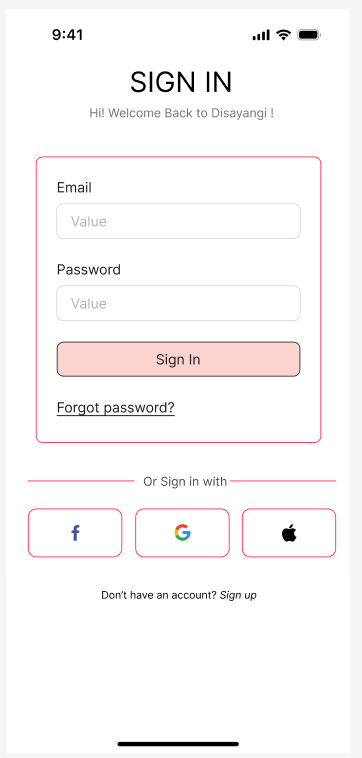 9:41
SIGN IN
Hi! Welcome Back to Disayangi !
Email
Value
Password
Value
Sign In
Forgot password?
Or Sign in with
Don't have an account? Sign up